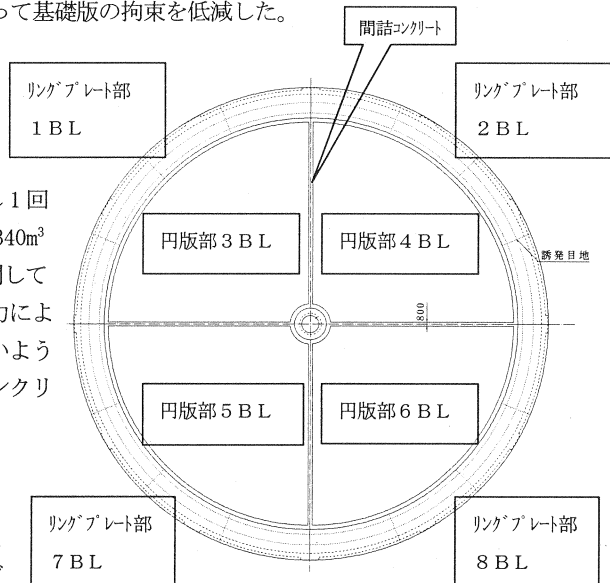 って基礎版の拘束を低減した。
間詰コンクリート
リングプレート部
1BL
リングプレート部
2BL
1回
340m³
して
力によ
いよう
ンクリ
円版部3BL
円版部4BL
誘発目地
800
円版部5BL
円版部6BL
リングプレート部
7BL
リングプレート部
8BL